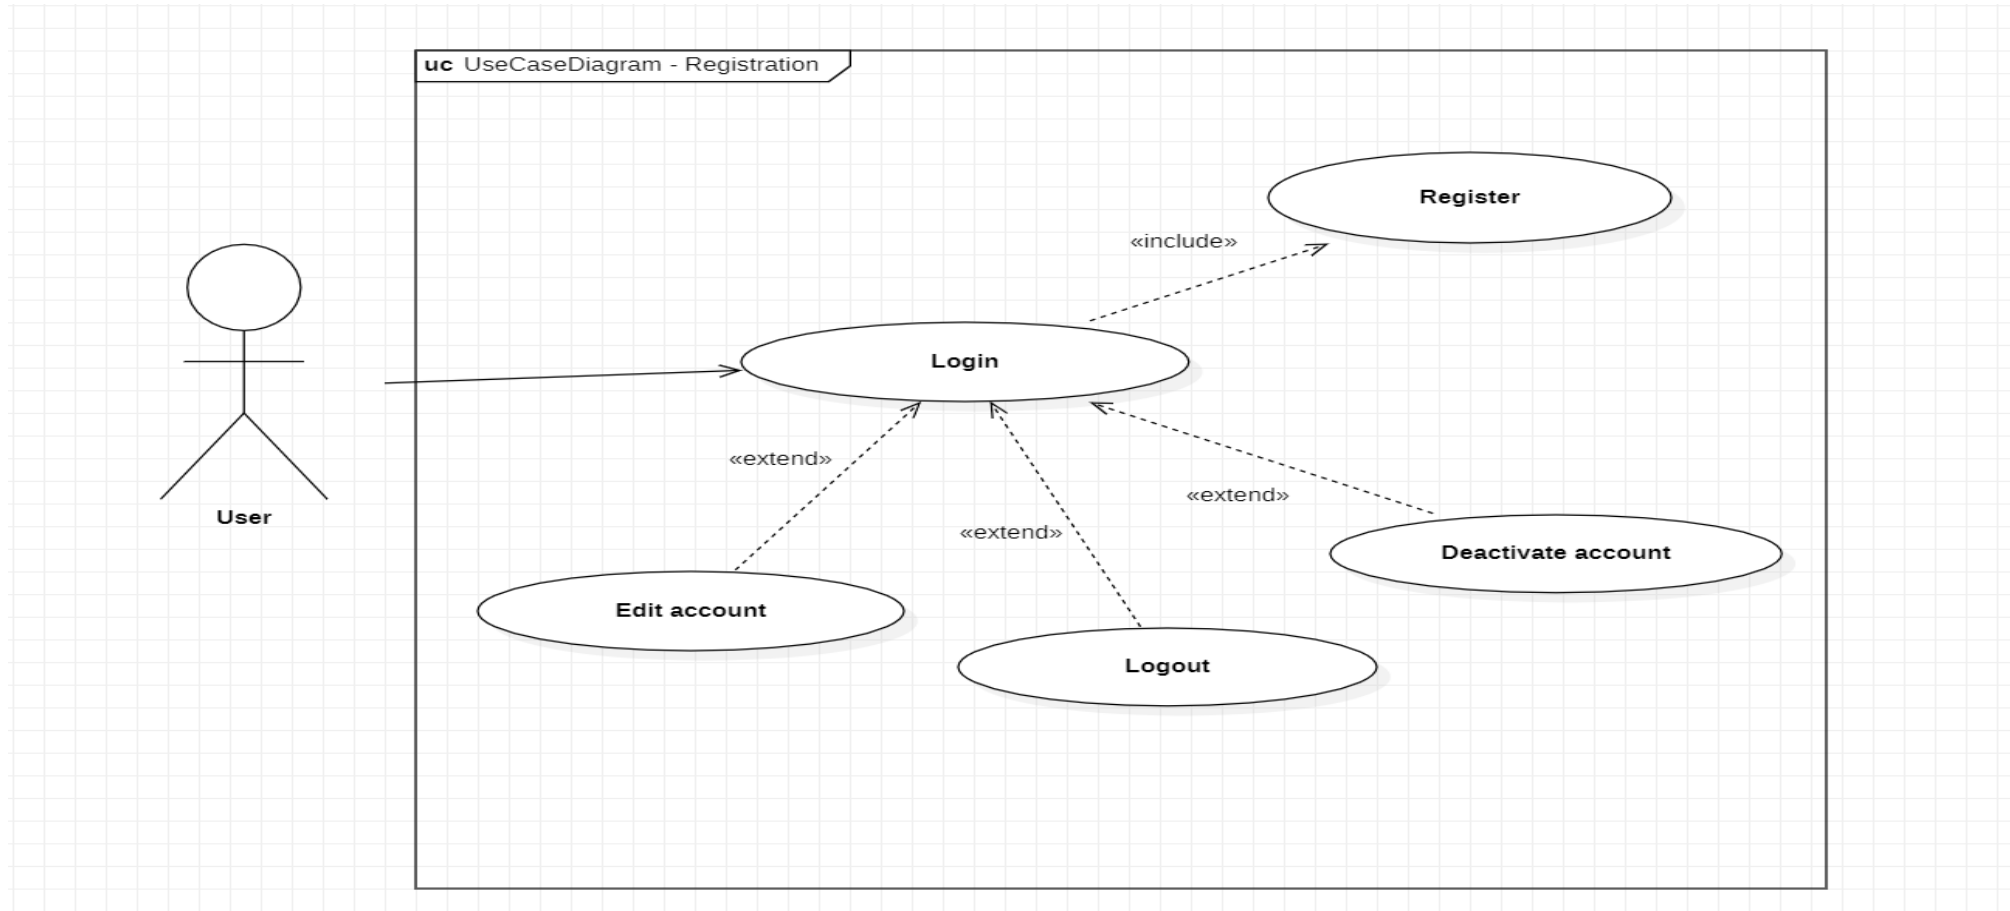 uc UseCaseDiagram - Registration
Register
«include»
Login
«extend»
«extend»
«extend»
User
Deactivate account
Edit account
Logout